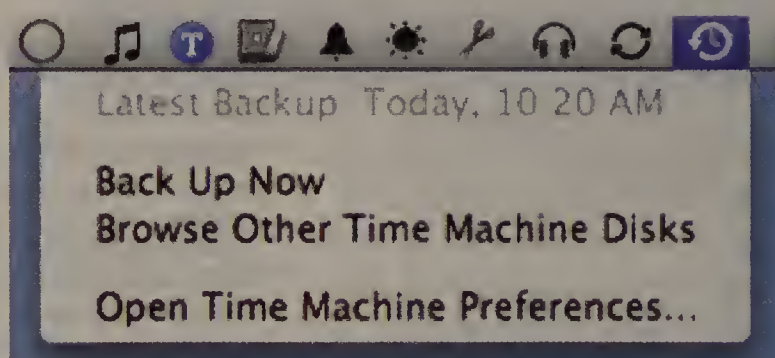 T
Latest Backup Today, 10 20 AM
Back Up Now
Browse Other Time Machine Disks
Open Time Machine Preferences...